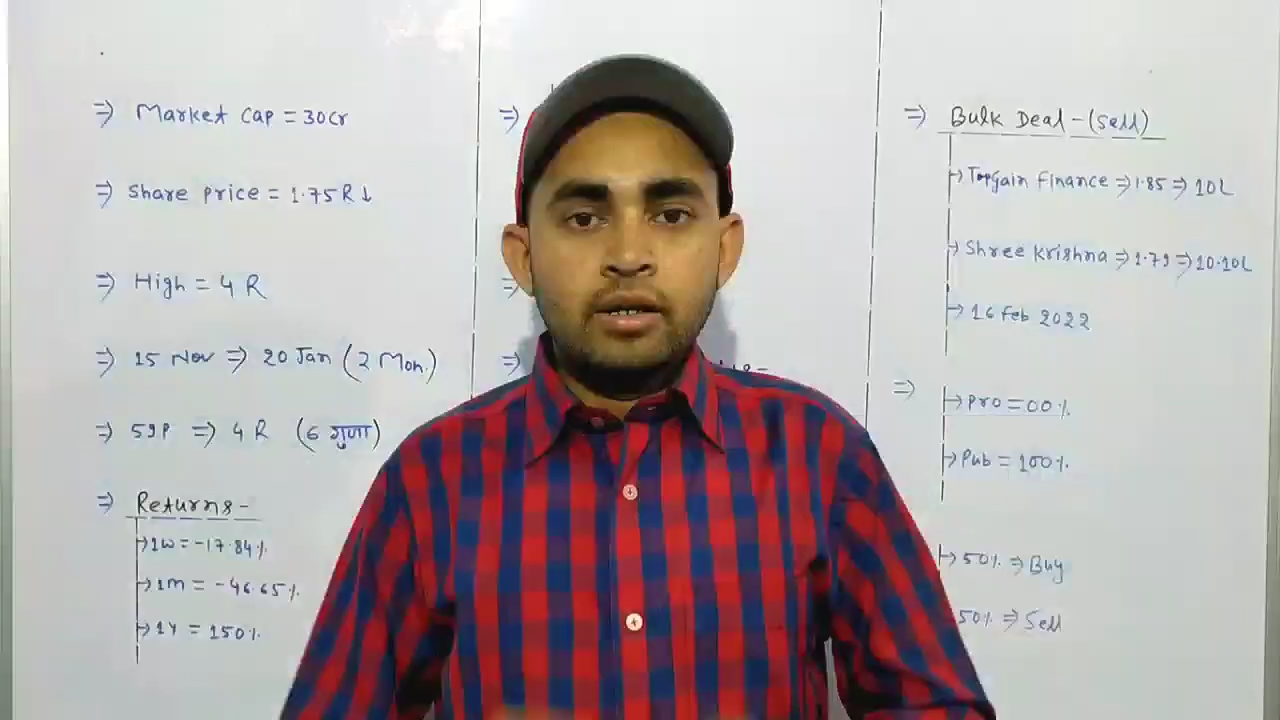 ⇒ Market Cap = 30Cr
⇒ Share Price = 1.75 R ↓
⇒ High = 4 R
⇒ 15 Nov ⇒ 20 Jan (2 Mon.)
⇒ 59P ⇒ 4 R (6 गुणा)
⇒ Returns -
→ 1W = -17.84%
→ 1M = -46.65%
→ 1Y = 150%
⇒
⇒
⇒
⇒ Bulk Deal - (Sell)
→ TopGain Finance ⇒ 1.85 ⇒ 10L
→ Shree Krishna ⇒ 1.79 ⇒ 10.10L
→ 16 Feb 2022
⇒
→ Pro = 00%
→ Pub = 100%
→ 50% ⇒ Buy
50% ⇒ Sell